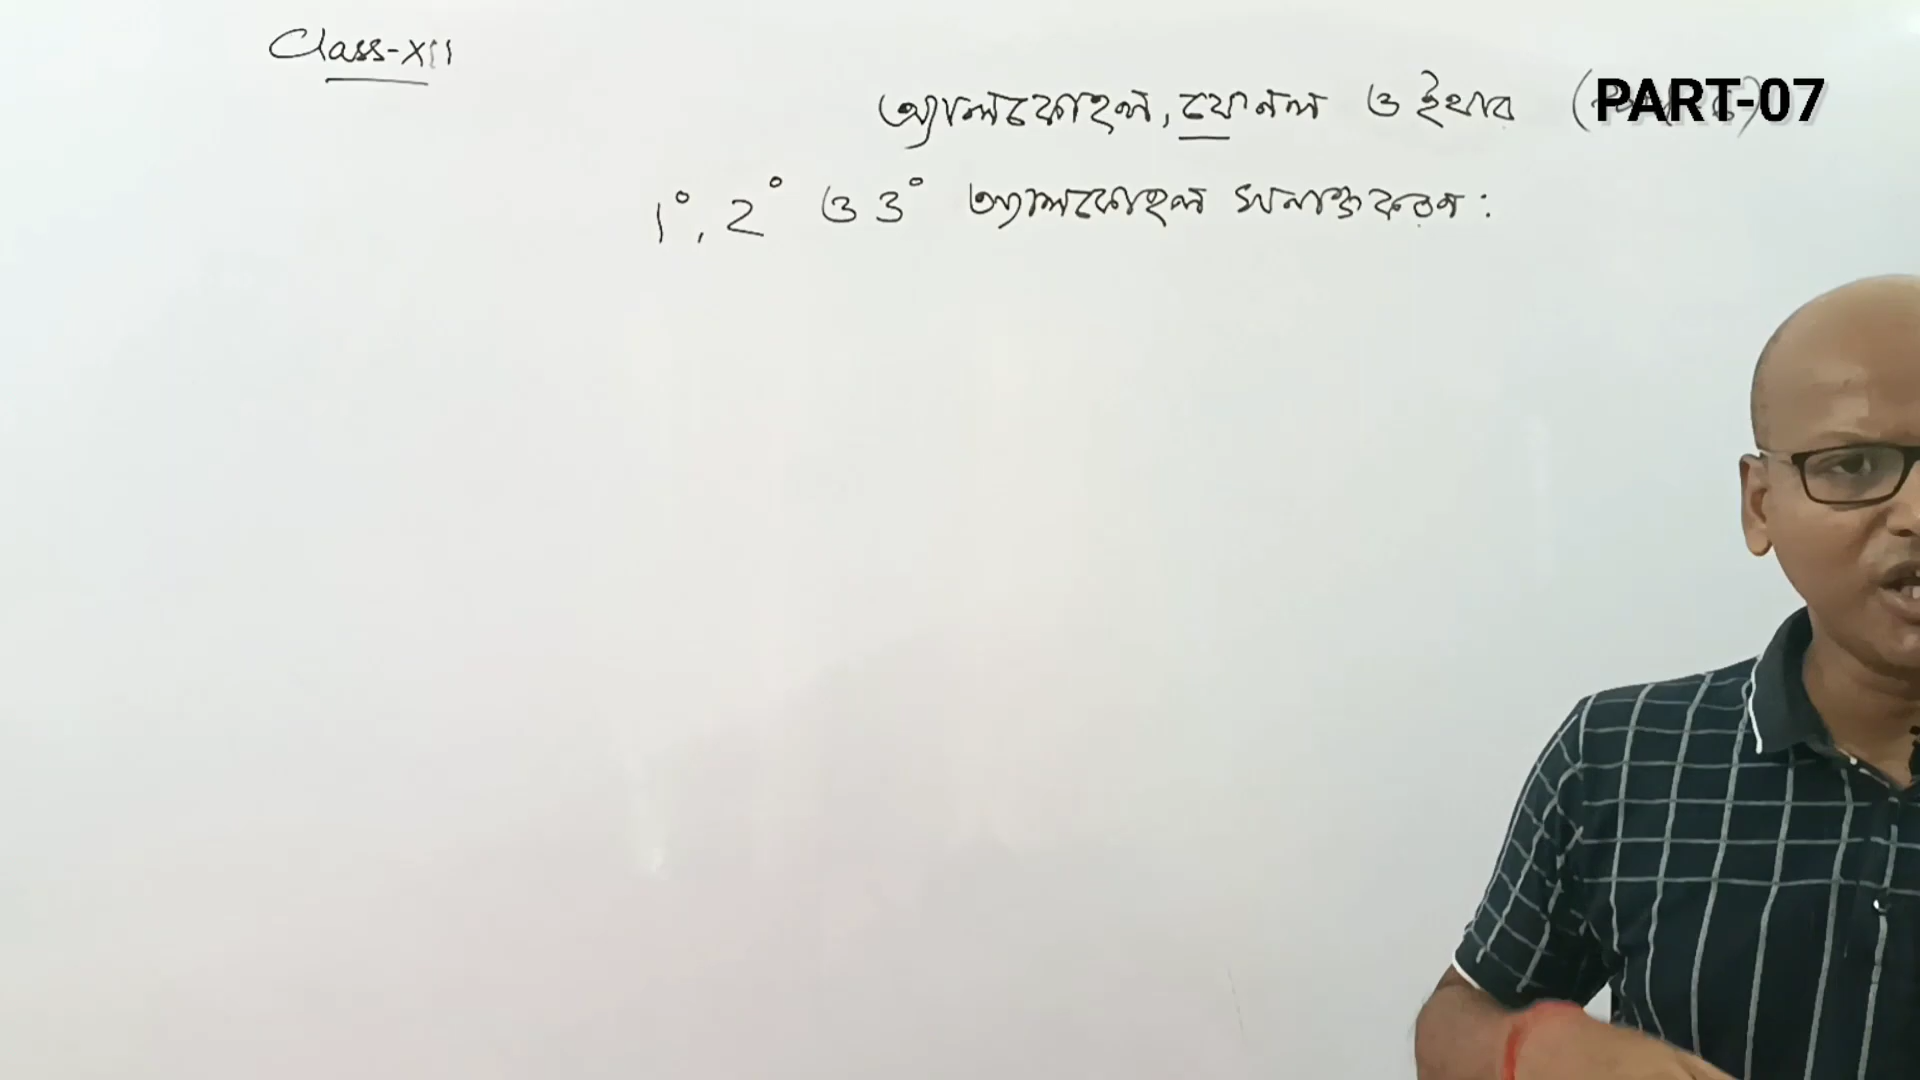 Class-XII
অ্যালকোহল, ফেনল ও ইথার PART-07
1°, 2° ও 3° অ্যালকোহল সনাক্তকরণ :